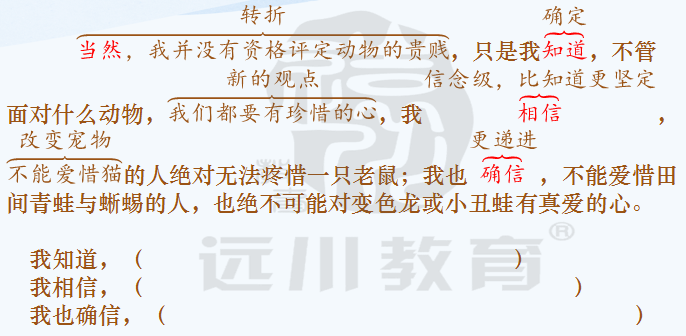 转折 确定
当然，我并没有资格评定动物的贵贱，只是我知道，不管
新的观点 信念级，比知道更坚定
面对什么动物，我们都要有珍惜的心，我 相信 ，
改变宠物 更递进
不能爱惜猫的人绝对无法疼惜一只老鼠；我也 确信 ，不能爱惜田
间青蛙与蜥蜴的人，也绝不可能对变色龙或小丑蛙有真爱的心。
我知道，（ ）
我相信，（ ）
我也确信，（ ）
远川教育®